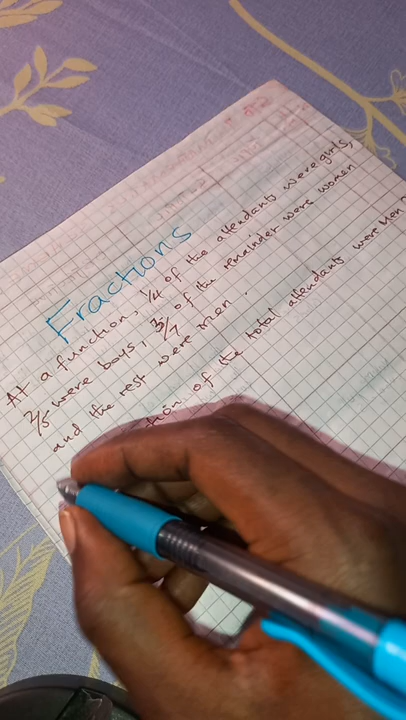 Fractions
At a function, 1/4 of the attendants were girls,
2/5 were boys, 3/7 of the remainder were women
and the rest were men.
of the total attendants were men?